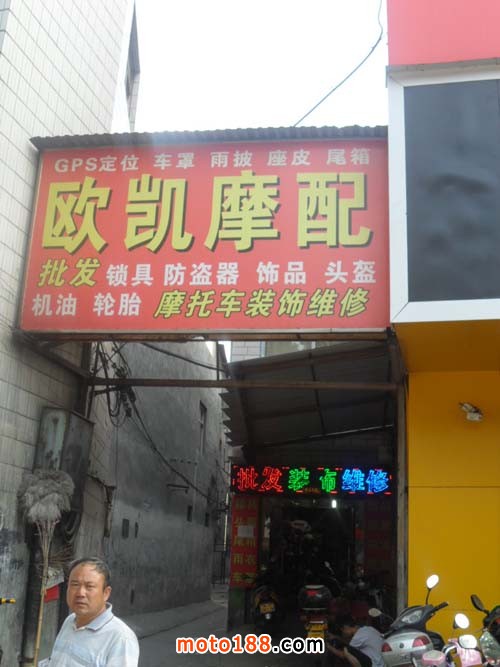 GPS定位 车罩 雨披 座皮 尾箱
欧凯摩配
批发 锁具 防盗器 饰品 头盔
机油 轮胎 摩托车装饰维修
批发装饰维修
雨衣
moto188.com